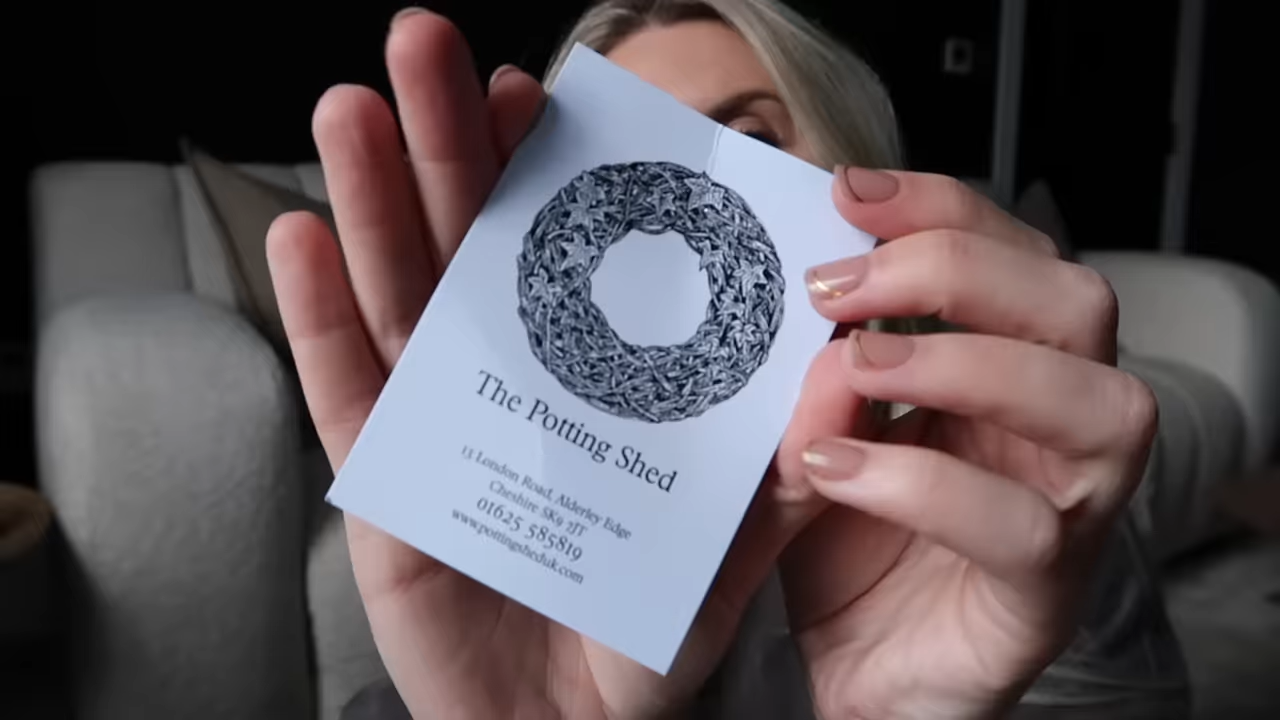 The Potting Shed
13 London Road, Alderley Edge
Cheshire SK9 7JT
01625 585819
www.pottingsheduk.com